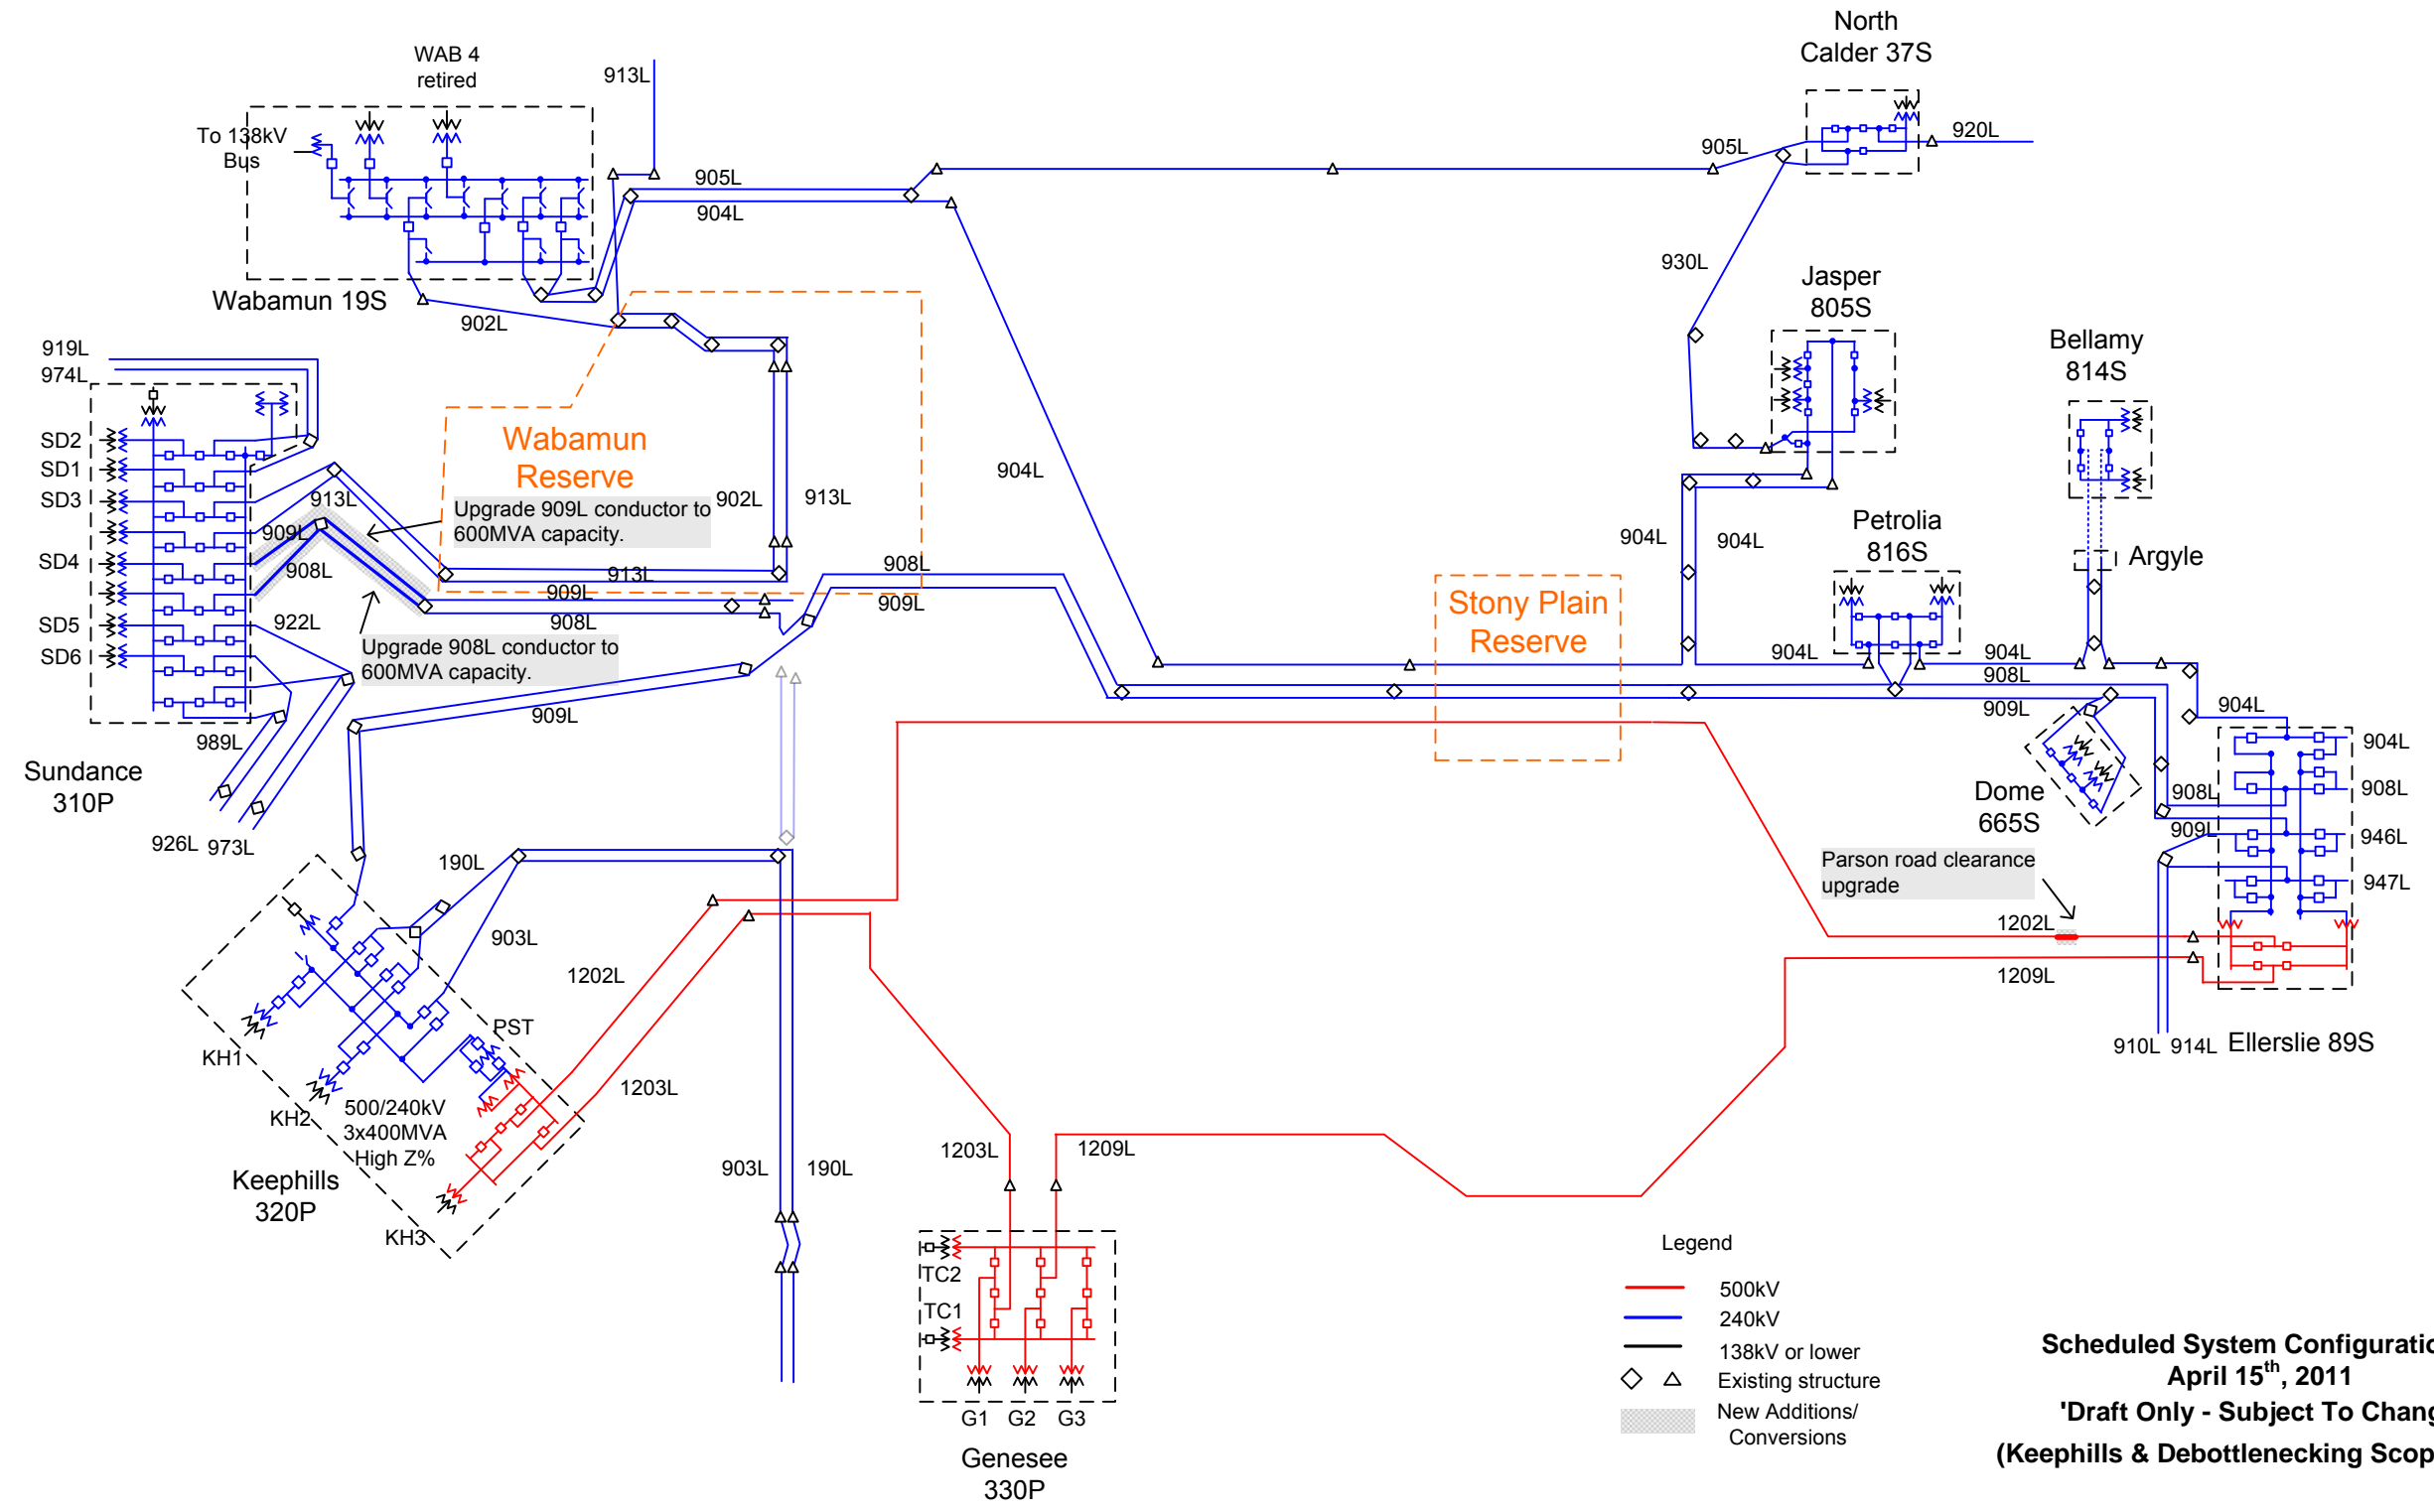 North
Calder 37S
WAB 4
retired
913L
To 138kV
Bus
905L
904L
905L
920L
930L
Wabamun 19S
902L
Jasper
805S
Bellamy
814S
919L
974L
SD2
SD1
SD3
SD4
SD5
SD6
913L
909L
908L
922L
Wabamun
Reserve
Upgrade 909L conductor to
600MVA capacity.
902L
913L
904L
913L
909L
908L
908L
909L
Upgrade 908L conductor to
600MVA capacity.
909L
989L
Sundance
310P
926L
973L
Stony Plain
Reserve
904L
904L
Petrolia
816S
Argyle
904L
904L
908L
909L
904L
904L
908L
946L
947L
Dome
665S
908L
909L
Parson road clearance
upgrade
1202L
1209L
910L
914L
Ellerslie 89S
190L
903L
1202L
1203L
PST
KH1
KH2
500/240kV
3x400MVA
High Z%
KH3
Keephills
320P
903L
190L
1203L
1209L
TC2
TC1
G1
G2
G3
Genesee
330P
Legend
500kV
240kV
138kV or lower
Existing structure
New Additions/
Conversions
Scheduled System Configuratio
April 15th, 2011
'Draft Only - Subject To Chang
(Keephills & Debottlenecking Scop